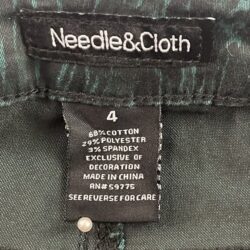 Needle&Cloth
4
68% COTTON
29% POLYESTER
3% SPANDEX
EXCLUSIVE OF
DECORATION
MADE IN CHINA
RN# 59775
SEE REVERSE FOR CARE